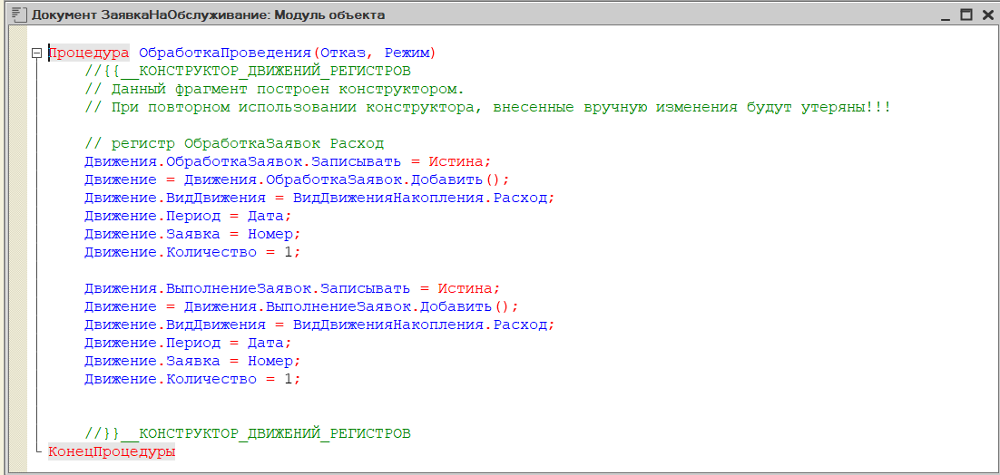 Документ ЗаявкаНаОбслуживание: Модуль объекта
Процедура ОбработкаПроведения(Отказ, Режим)
//{{__КОНСТРУКТОР_ДВИЖЕНИЙ_РЕГИСТРОВ
// Данный фрагмент построен конструктором.
// При повторном использовании конструктора, внесенные вручную изменения будут утеряны!!!
// регистр ОбработкаЗаявок Расход
Движения.ОбработкаЗаявок.Записывать = Истина;
Движение = Движения.ОбработкаЗаявок.Добавить();
Движение.ВидДвижения = ВидДвиженияНакопления.Расход;
Движение.Период = Дата;
Движение.Заявка = Номер;
Движение.Количество = 1;
Движения.ВыполнениеЗаявок.Записывать = Истина;
Движение = Движения.ВыполнениеЗаявок.Добавить();
Движение.ВидДвижения = ВидДвиженияНакопления.Расход;
Движение.Период = Дата;
Движение.Заявка = Номер;
Движение.Количество = 1;
//}}__КОНСТРУКТОР_ДВИЖЕНИЙ_РЕГИСТРОВ
КонецПроцедуры